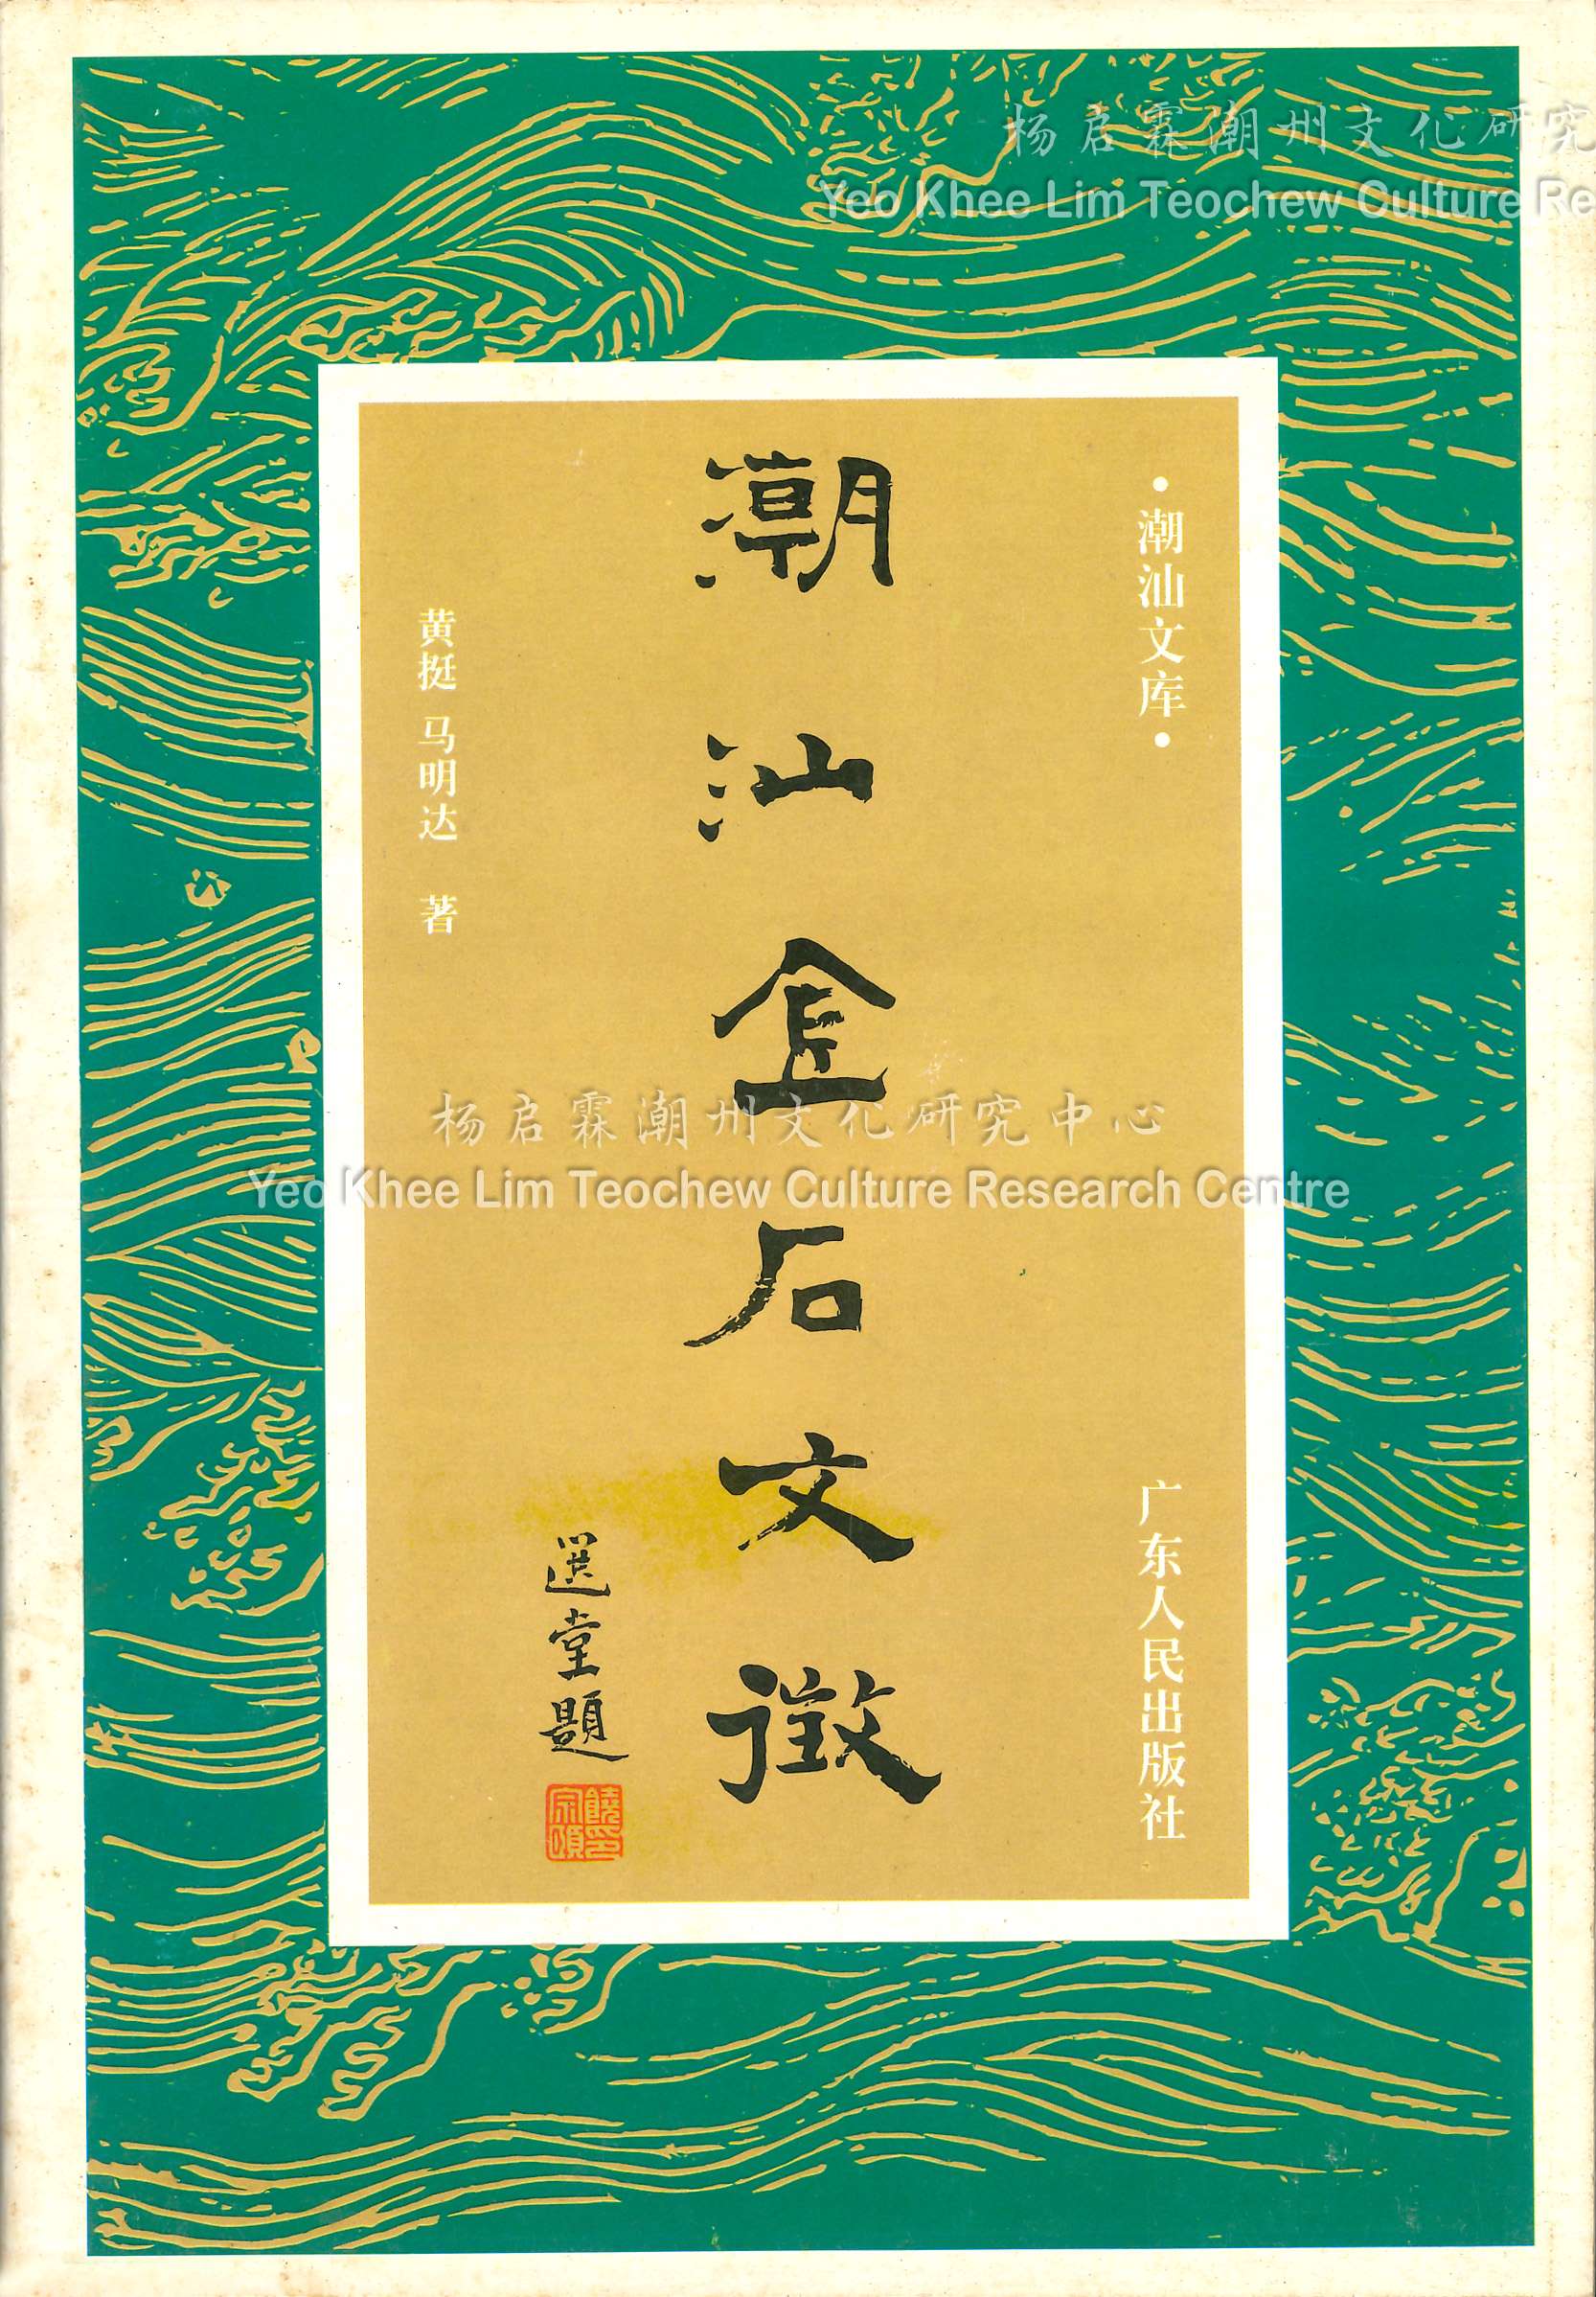 杨启霖潮州文化研究
Yeo Khee Lim Teochew Culture Re
•潮汕文库•
广东人民出版社
潮汕金石文徵
選堂題
饒宗頤印
黄挺 马明达 著
杨启霖潮州文化研究中心
Yeo Khee Lim Teochew Culture Research Centre